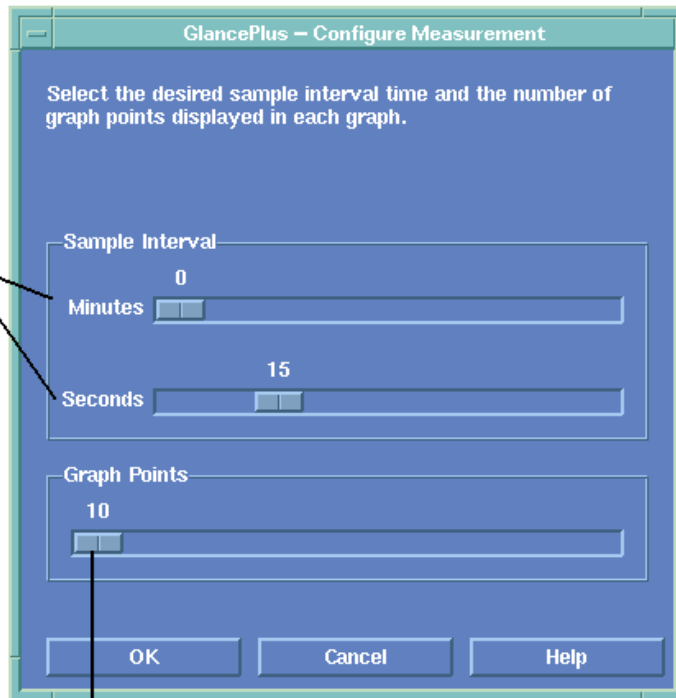 GlancePlus – Configure Measurement
Select the desired sample interval time and the number of
graph points displayed in each graph.
Sample Interval
0
Minutes
15
Seconds
Graph Points
10
OK Cancel Help